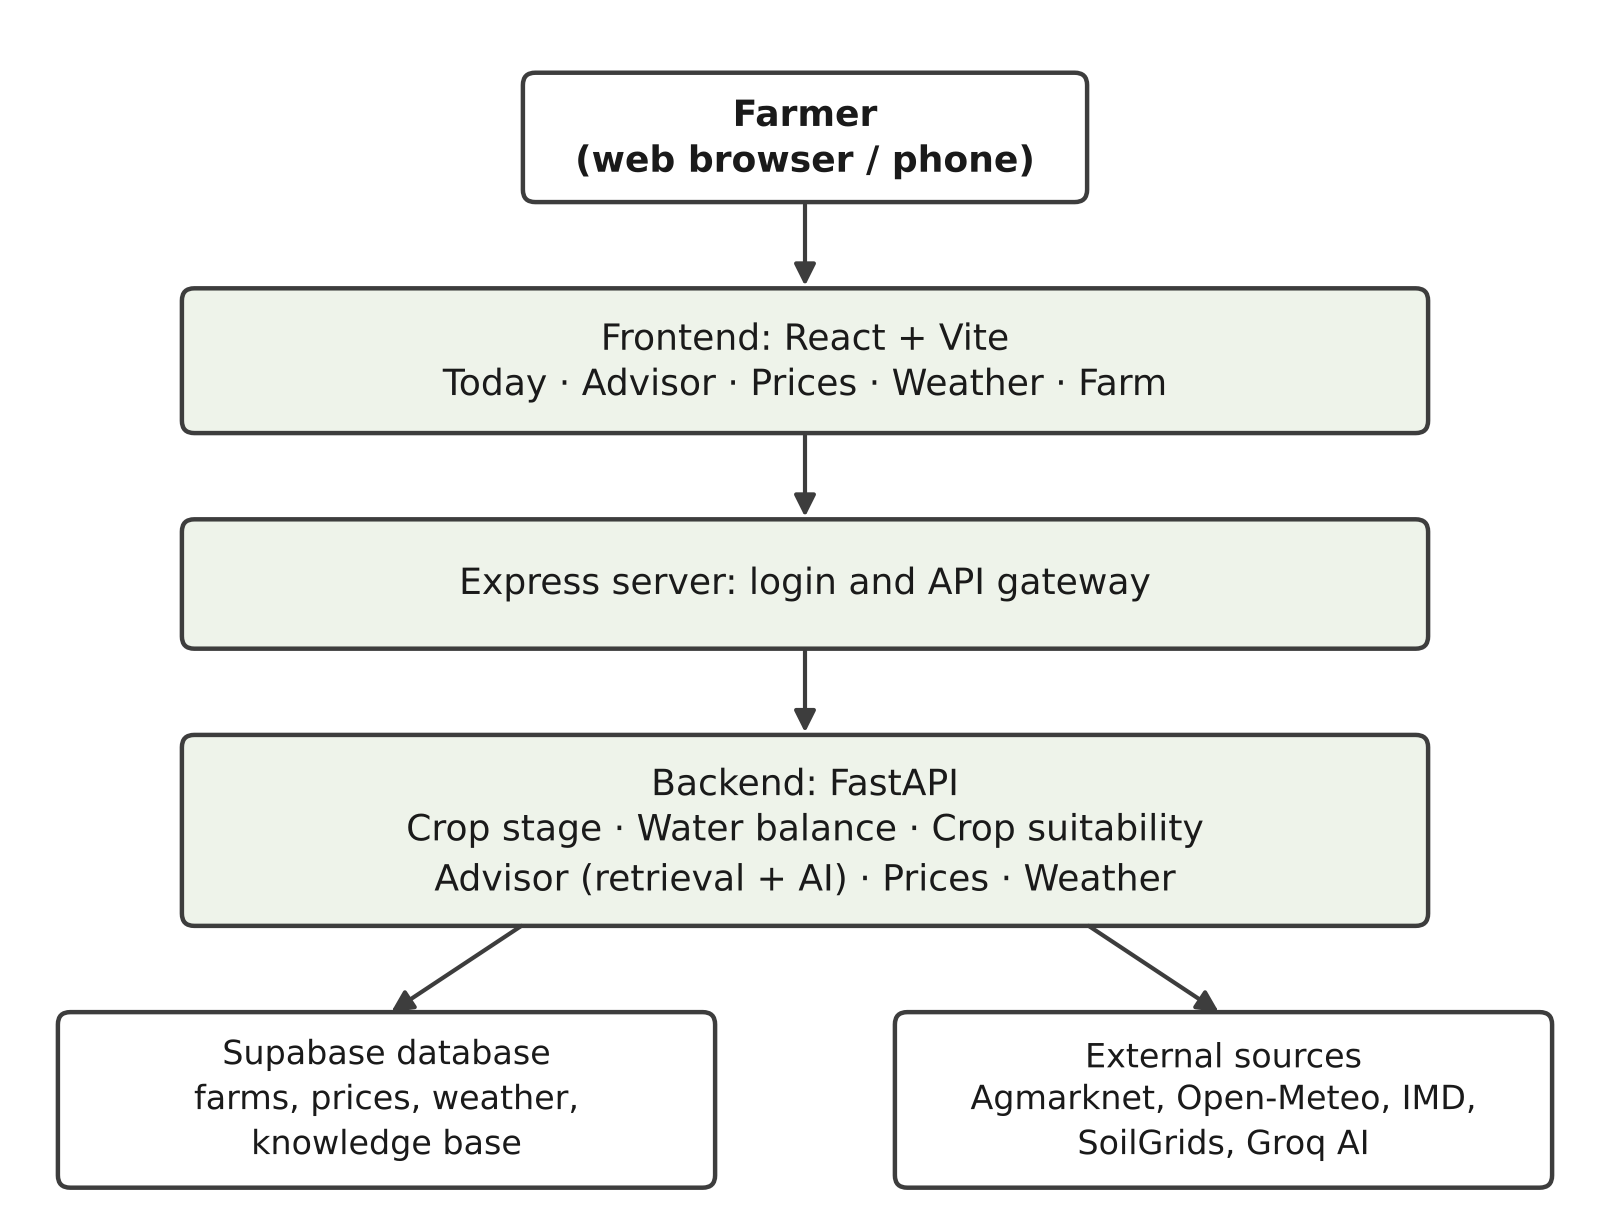 Farmer
(web browser / phone)
Frontend: React + Vite
Today · Advisor · Prices · Weather · Farm
Express server: login and API gateway
Backend: FastAPI
Crop stage · Water balance · Crop suitability
Advisor (retrieval + AI) · Prices · Weather
Supabase database
farms, prices, weather,
knowledge base
External sources
Agmarknet, Open-Meteo, IMD,
SoilGrids, Groq AI